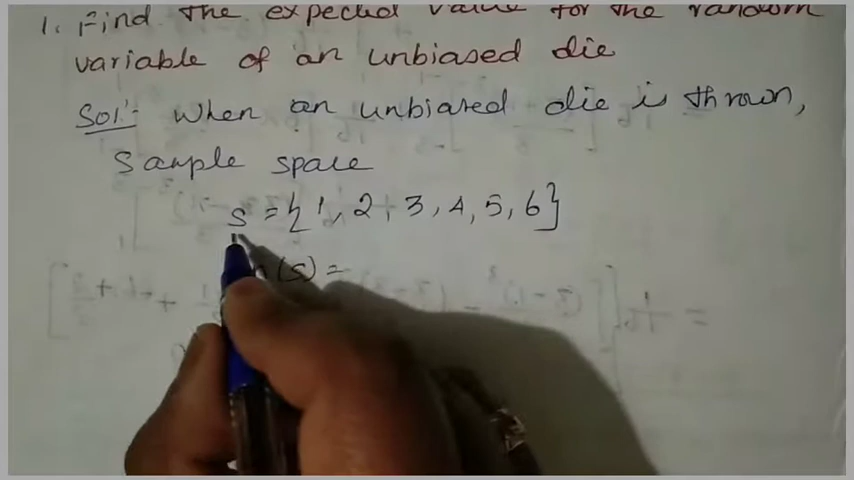 1. Find the expected value for the random
variable of an unbiased die
Sol:- When an unbiased die is thrown,
Sample space
S = {1, 2, 3, 4, 5, 6}
n(s) =